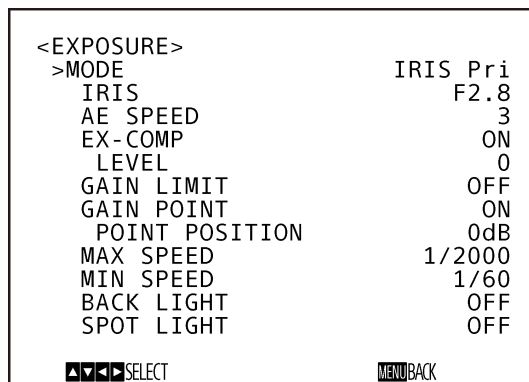 <EXPOSURE>
>MODE IRIS Pri
IRIS F2.8
AE SPEED 3
EX-COMP ON
LEVEL 0
GAIN LIMIT OFF
GAIN POINT ON
POINT POSITION 0dB
MAX SPEED 1/2000
MIN SPEED 1/60
BACK LIGHT OFF
SPOT LIGHT OFF
▲▼◀▶SELECT MENUBACK